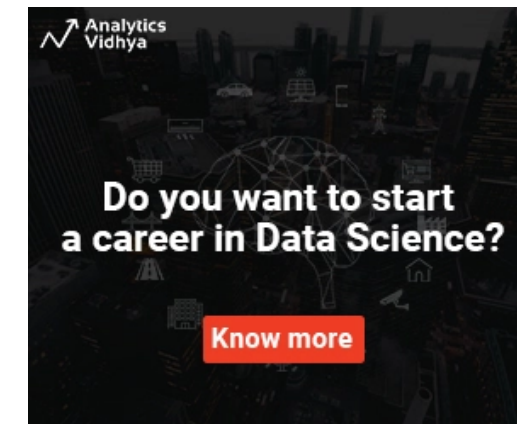 Analytics
Vidhya
Do you want to start
a career in Data Science?
Know more